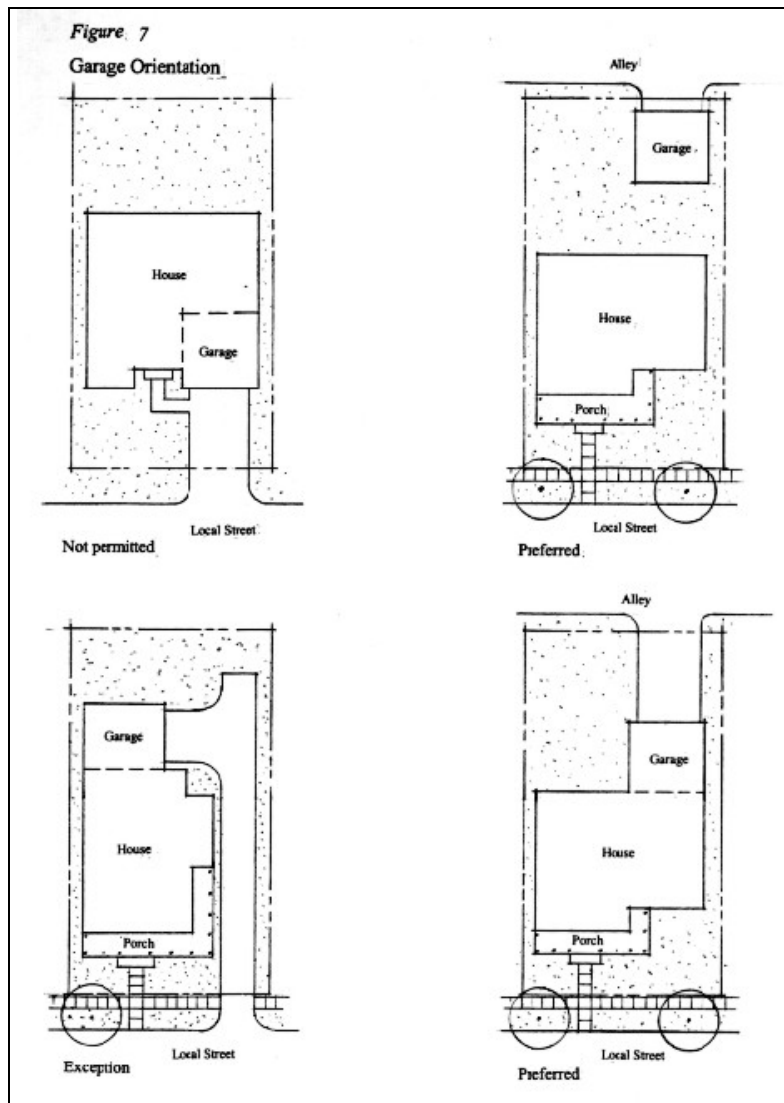 Figure 7
Garage Orientation
House
Garage
Local Street
Not permitted
Alley
Garage
House
Porch
Local Street
Preferred
Garage
House
Porch
Local Street
Exception
Alley
Garage
House
Porch
Local Street
Preferred